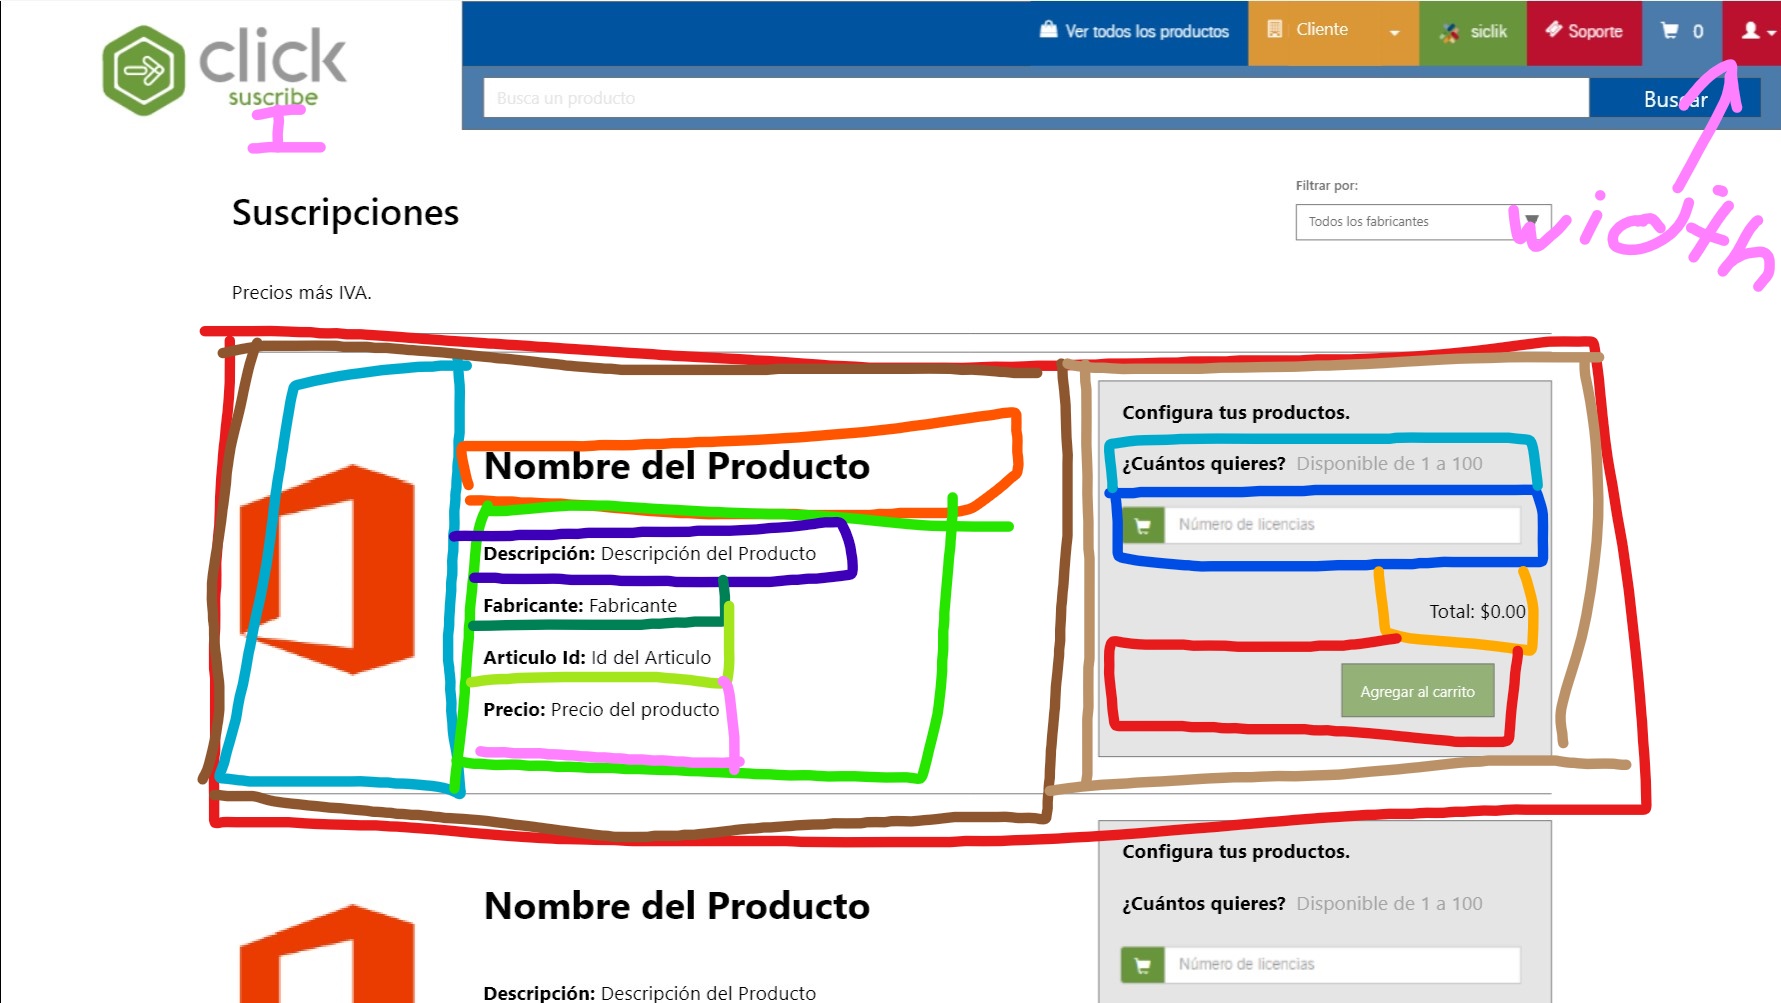 click
suscribe
Ver todos los productos
Cliente
siclik
Soporte
0
Busca un producto
Buscar
I
width
Suscripciones
Filtrar por:
Todos los fabricantes
Precios más IVA.
Nombre del Producto
Descripción: Descripción del Producto
Fabricante: Fabricante
Articulo Id: Id del Articulo
Precio: Precio del producto
Configura tus productos.
¿Cuántos quieres? Disponible de 1 a 100
Número de licencias
Total: $0.00
Agregar al carrito
Nombre del Producto
Descripción: Descripción del Producto
Configura tus productos.
¿Cuántos quieres? Disponible de 1 a 100
Número de licencias